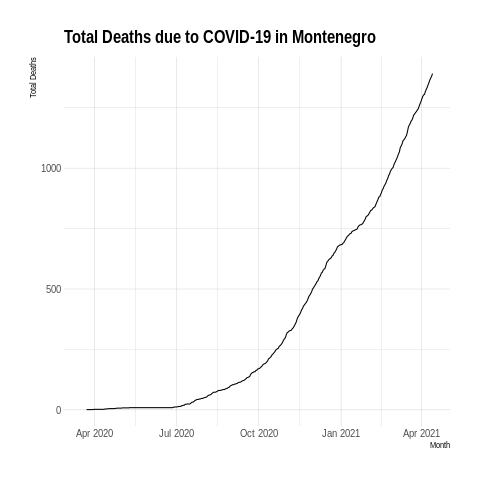 Total Deaths due to COVID-19 in Montenegro
Total Deaths
1000
500
0
Apr 2020 Jul 2020 Oct 2020 Jan 2021 Apr 2021
Month